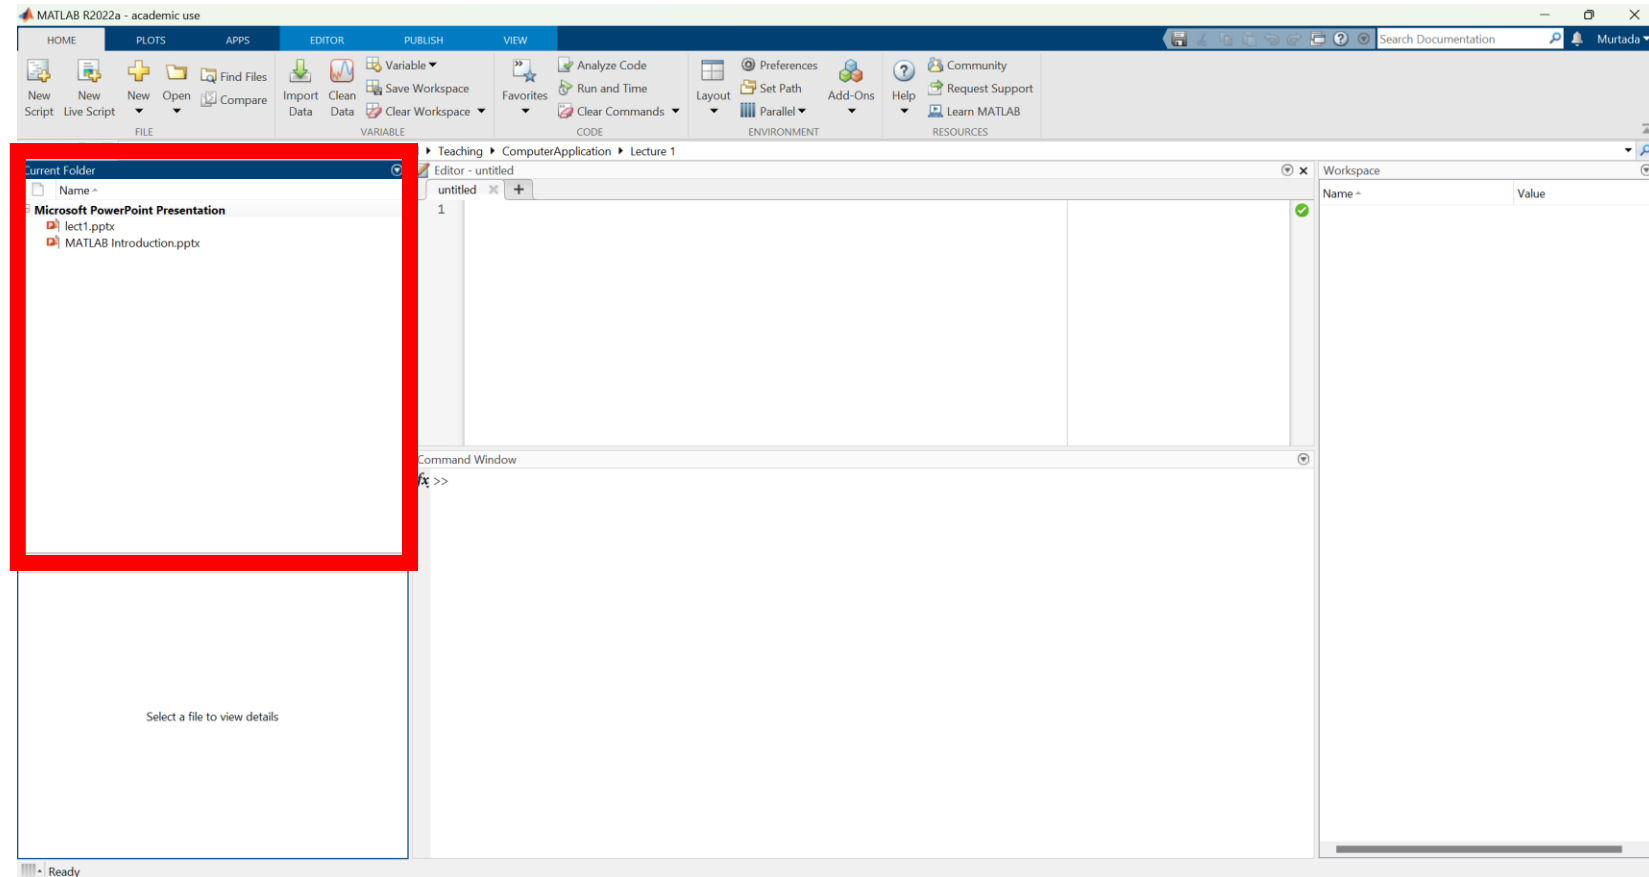 MATLAB R2022a - academic use
HOME PLOTS APPS EDITOR PUBLISH VIEW Search Documentation Murtada
New Script
New Live Script
New
Open
Find Files
Compare
FILE
Import Data
Clean Data
Variable
Save Workspace
Clear Workspace
VARIABLE
Favorites
Analyze Code
Run and Time
Clear Commands
CODE
Layout
Preferences
Set Path
Parallel
Add-Ons
ENVIRONMENT
Help
Community
Request Support
Learn MATLAB
RESOURCES
Teaching ComputerApplication Lecture 1
Current Folder
Name
Microsoft PowerPoint Presentation
lect1.pptx
MATLAB Introduction.pptx
Select a file to view details
Editor - untitled
untitled
1
Command Window
fx >>
Workspace
Name Value
Ready